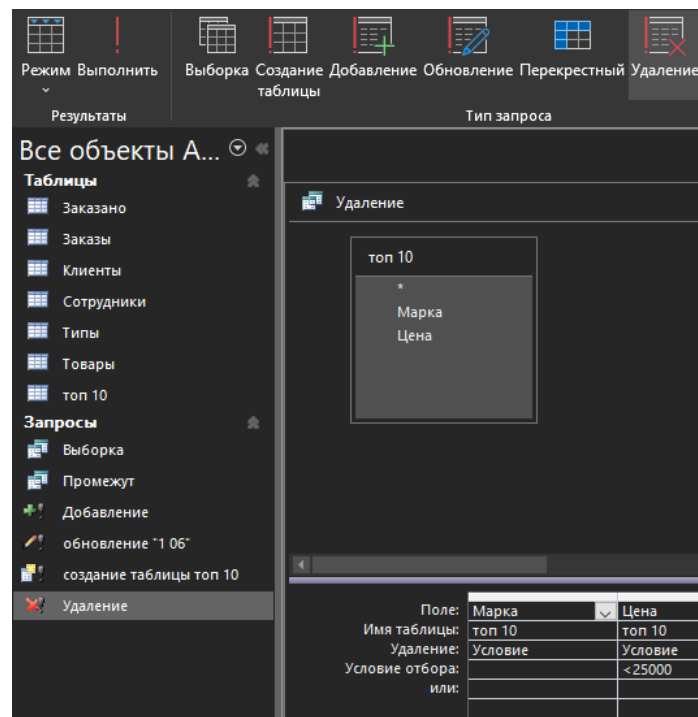 Режим Выполнить Выборка Создание таблицы Добавление Обновление Перекрестный Удаление
Результаты Тип запроса
Все объекты A...
Таблицы
Заказано
Заказы
Клиенты
Сотрудники
Типы
Товары
топ 10
Запросы
Выборка
Промежут
Добавление
обновление "1 06"
создание таблицы топ 10
Удаление
Удаление
топ 10
*
Марка
Цена
Поле: Марка Цена
Имя таблицы: топ 10 топ 10
Удаление: Условие Условие
Условие отбора: <25000
или: